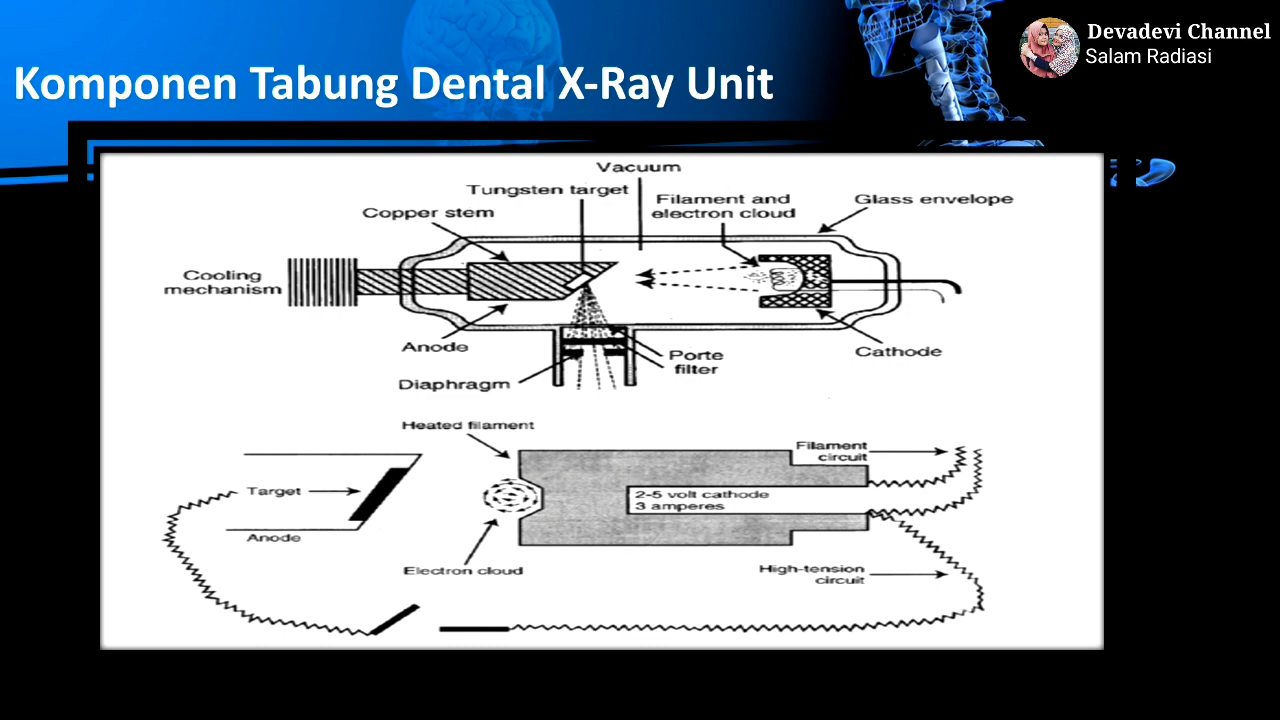 Devadevi Channel
Salam Radiasi
Komponen Tabung Dental X-Ray Unit
Vacuum
Tungsten target
Filament and
electron cloud
Glass envelope
Copper stem
Cooling
mechanism
Anode
Porte
filter
Cathode
Diaphragm
Heated filament
Filament
circuit
Target
2-5 volt cathode
3 amperes
Anode
Electron cloud
High-tension
circuit